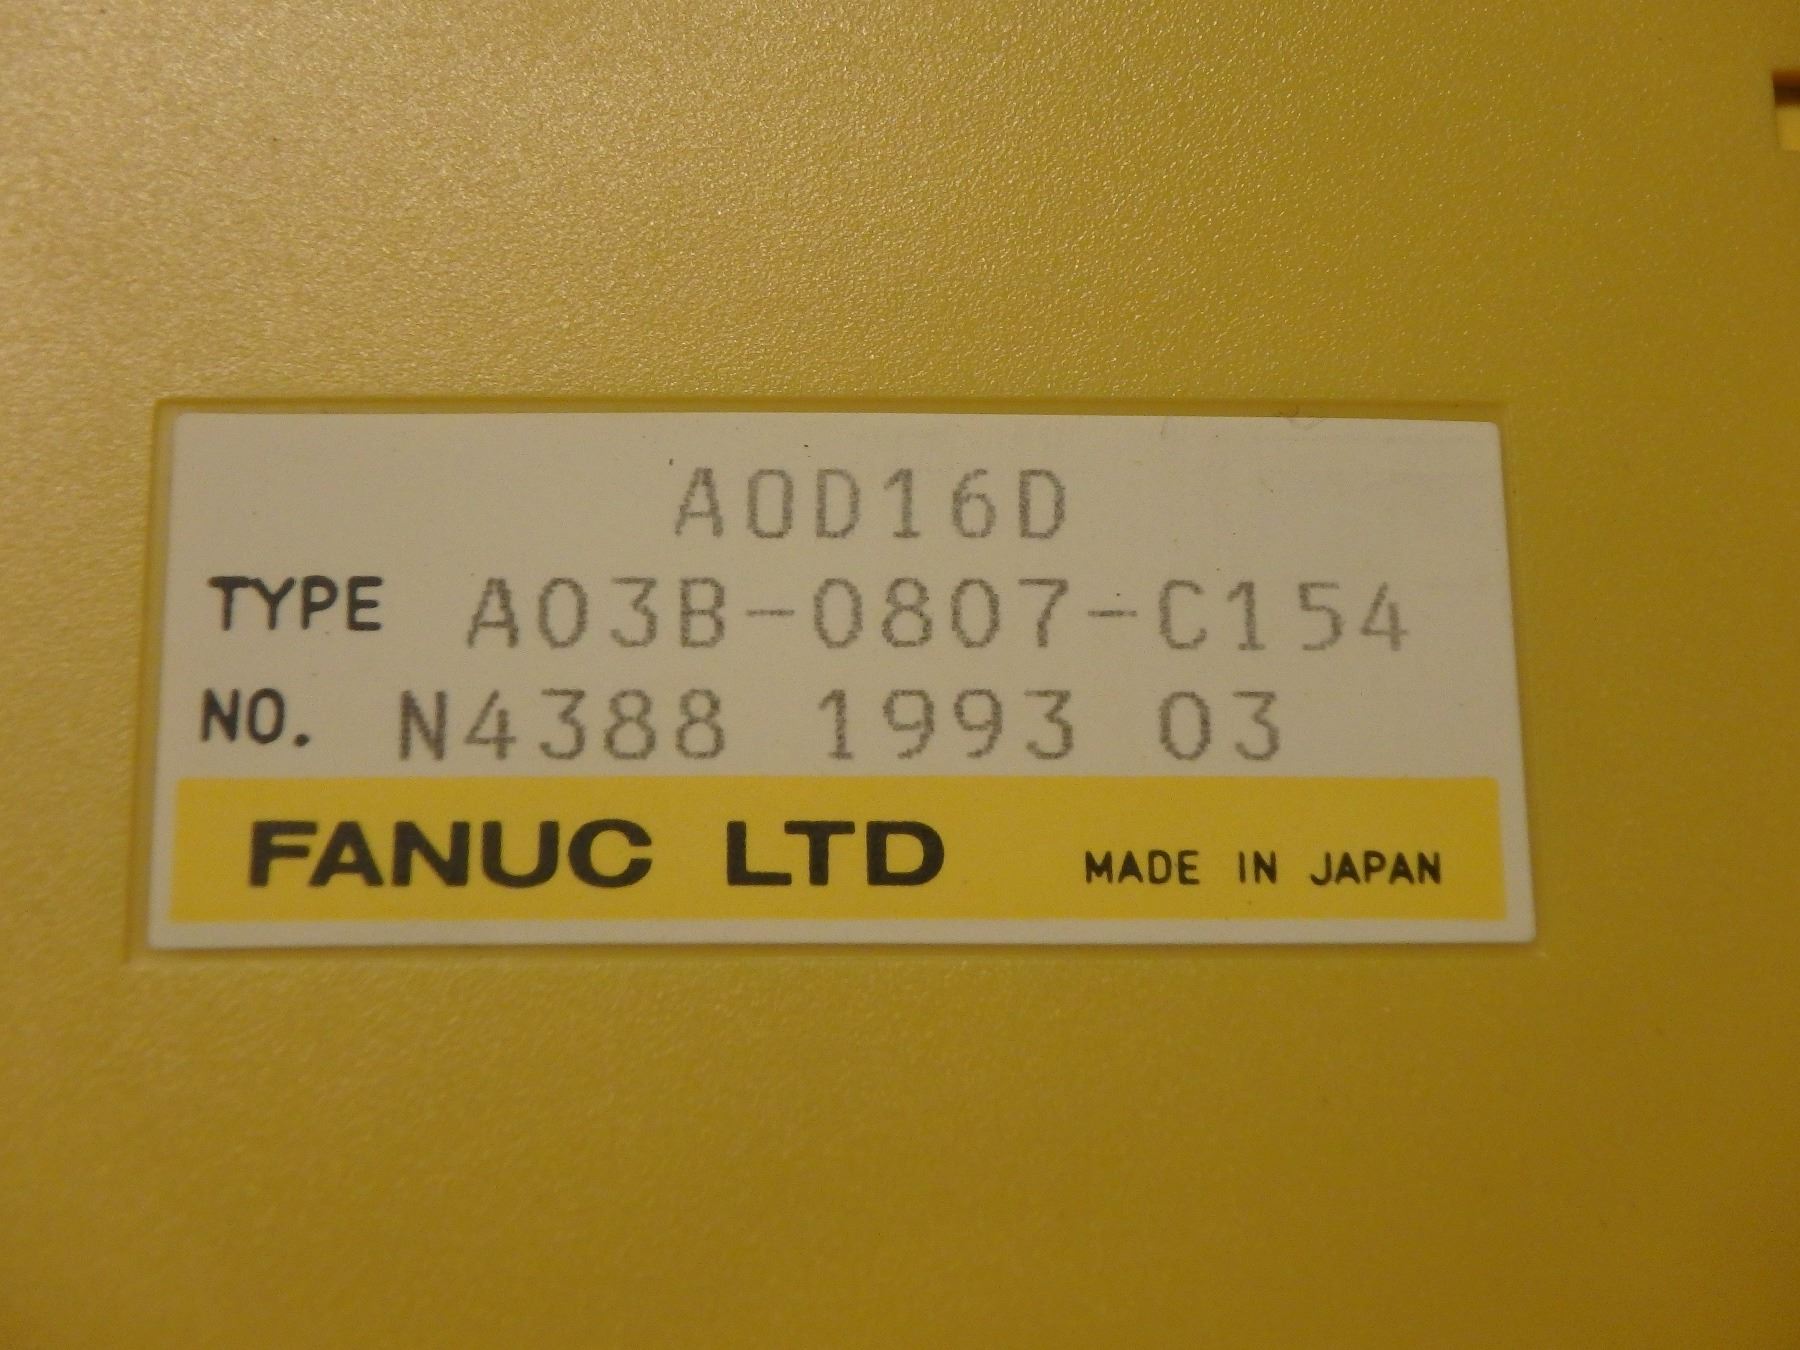 AOD16D
TYPE A03B-0807-C154
NO. N4388 1993 03
FANUC LTD MADE IN JAPAN